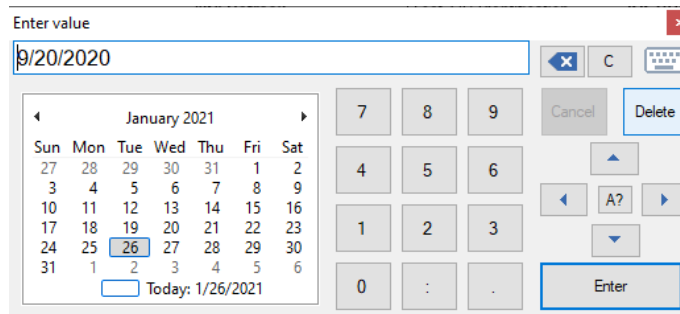 Enter value
9/20/2020
C
January 2021
Sun Mon Tue Wed Thu Fri Sat
27 28 29 30 31 1 2
3 4 5 6 7 8 9
10 11 12 13 14 15 16
17 18 19 20 21 22 23
24 25 26 27 28 29 30
31 1 2 3 4 5 6
Today: 1/26/2021
7 8 9
4 5 6
1 2 3
0 : .
Cancel Delete
A?
Enter